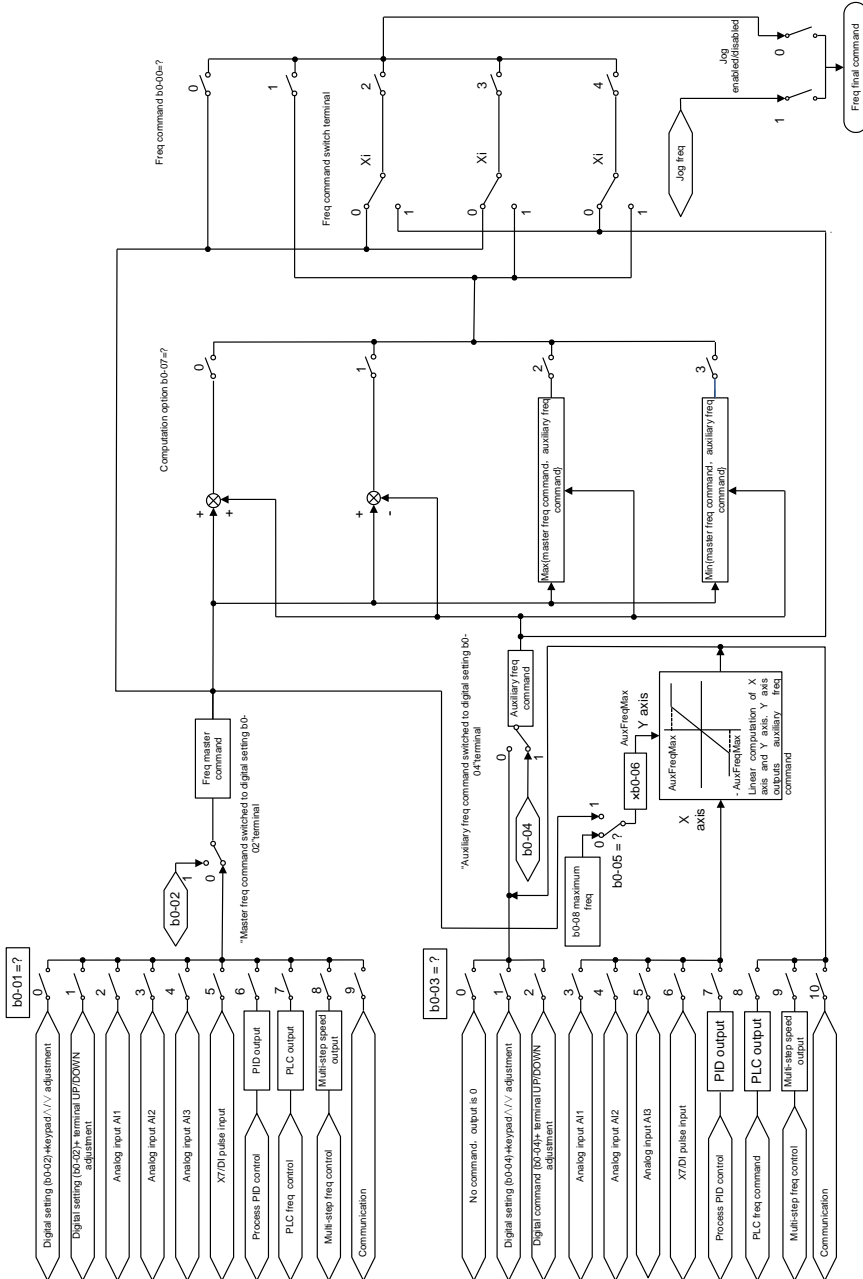 b0-01=?
0
Digital setting (b0-02)+keypad∧/∨ adjustment
1
Digital setting (b0-02)+ terminal UP/DOWN
adjustment
2
Analog input AI1
3
Analog input AI2
4
Analog input AI3
5
X7/DI pulse input
6
Process PID control
PID output
7
PLC freq control
PLC output
8
Multi-step freq control
Multi-step speed
output
9
Communication
b0-02
1
0
"Master freq command switched to digital setting b0-
02"terminal
Freq master
command
b0-03 = ?
0
No command, output is 0
1
Digital setting (b0-04)+keypad∧/∨ adjustment
2
Digital command (b0-04)+ terminal UP/DOWN
adjustment
3
Analog input AI1
4
Analog input AI2
5
Analog input AI3
6
X7/DI pulse input
7
Process PID control
PID output
8
PLC freq command
PLC output
9
Multi-step freq control
Multi-step speed
output
10
Communication
"Auxiliary freq command switched to digital setting b0-
04"terminal
0
1
b0-04
Auxiliary freq
command
b0-08 maximum
freq
0
1
b0-05 = ?
×b0-06
AuxFreqMax
Y axis
X
axis
AuxFreqMax
- AuxFreqMax
Linear computation of X
axis and Y axis. Y axis
outputs auxiliary freq
command
Computation option b0-07=?
+
+
0
+
-
1
Max(master freq command, auxiliary freq
command}
2
Min(master freq command, auxiliary freq
command}
3
Freq command b0-00=?
0
1
Freq command switch terminal
0
1
Xi
2
0
1
Xi
3
0
1
Xi
4
Jog freq
Jog
enabled/disabled
1
0
Freq final command